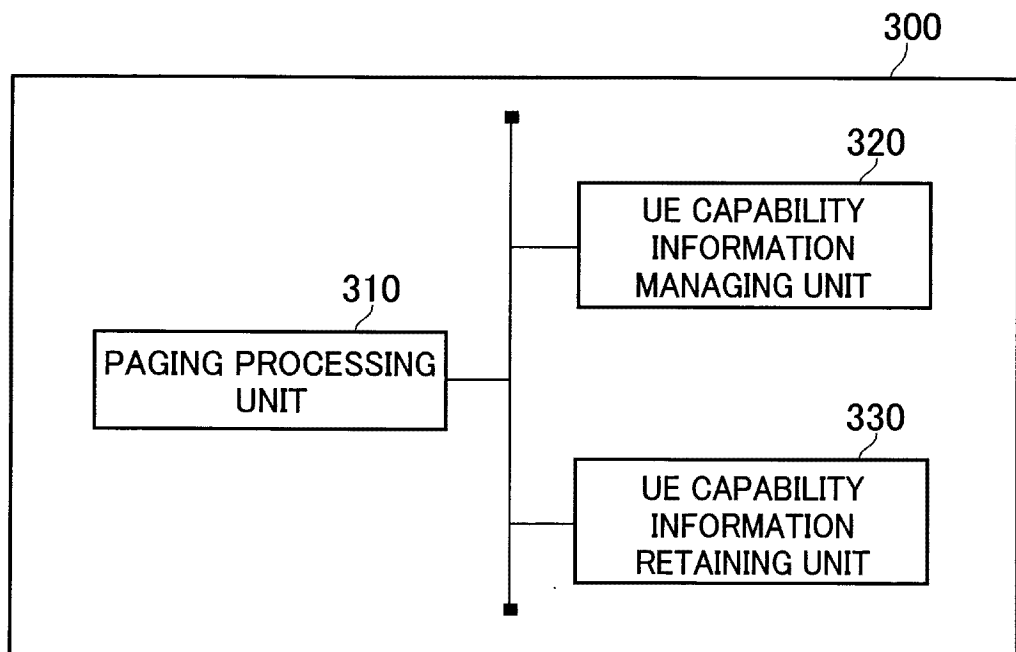 300
320
UE CAPABILITY
INFORMATION
MANAGING UNIT
310
PAGING PROCESSING
UNIT
330
UE CAPABILITY
INFORMATION
RETAINING UNIT